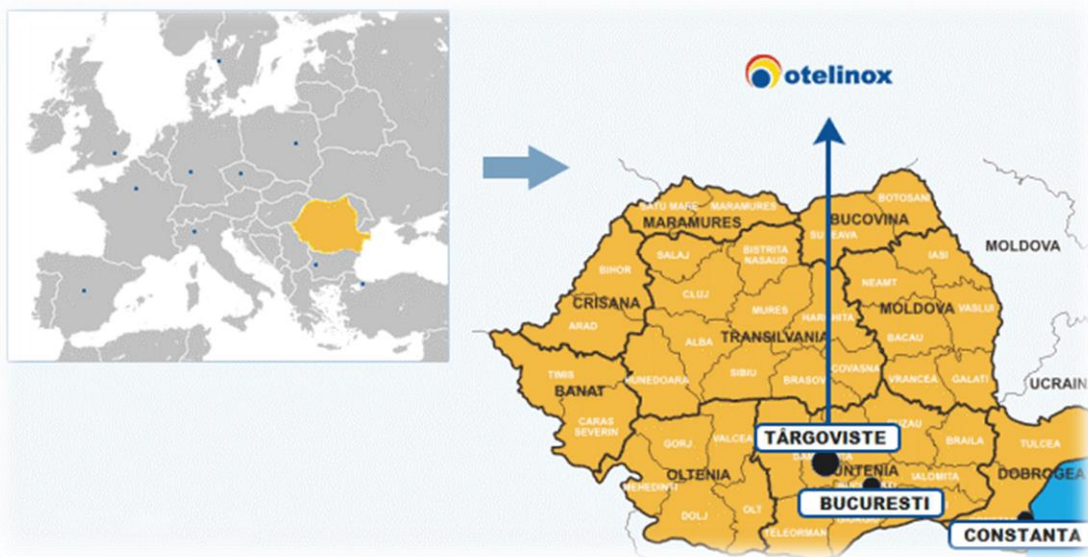 otelinox
SATU MARE
MARAMURES
MARAMURES
BOTOSANI
BUCOVINA
SUCEAVA
MOLDOVA
SALAJ
BISTRITA
NASAUD
IASI
BIHOR
NEAMT
CLUJ
CRISANA
MURES
HARGHITA
MOLDOVA
VASLUI
ARAD
ALBA
TRANSILVANIA
BACAU
TIMIS
HUNEDOARA
SIBIU
BRASOV
COVASNA
VRANCEA
GALATI
UCRAIN
BANAT
CARAS
SEVERIN
GORJ
VALCEA
TÂRGOVISTE
BUZAU
BRAILA
TULCEA
OLTENIA
UNTENIA
IALOMITA
DOBROGEA
MEHEDINTI
DOLJ
OLT
BUCURESTI
TELEORMAN
GIURGIU
CONSTANTA